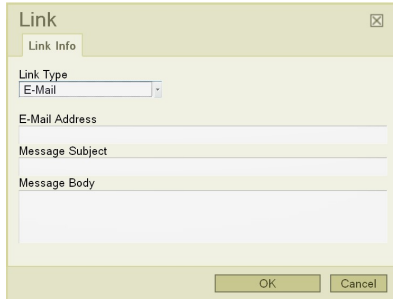 Link
Link Info
Link Type
E-Mail
E-Mail Address
Message Subject
Message Body
OK
Cancel